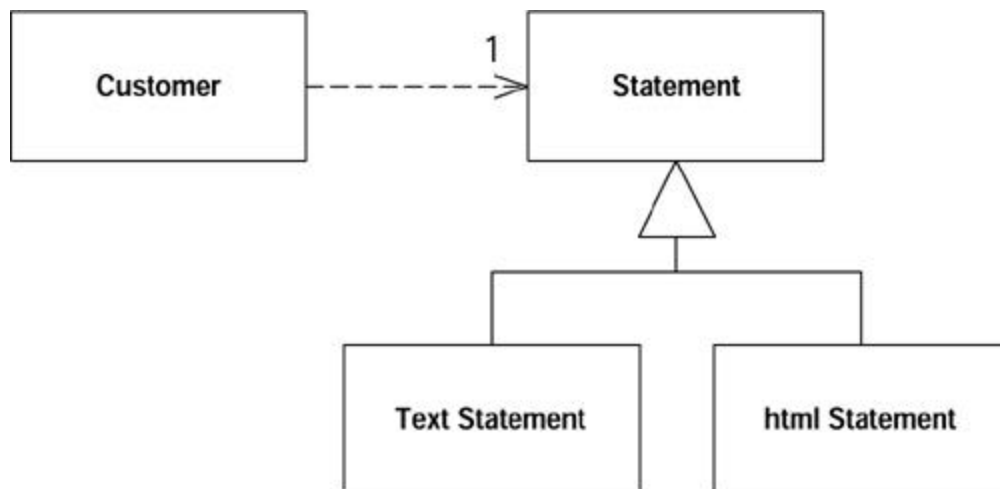 1
Customer
Statement
Text Statement
html Statement